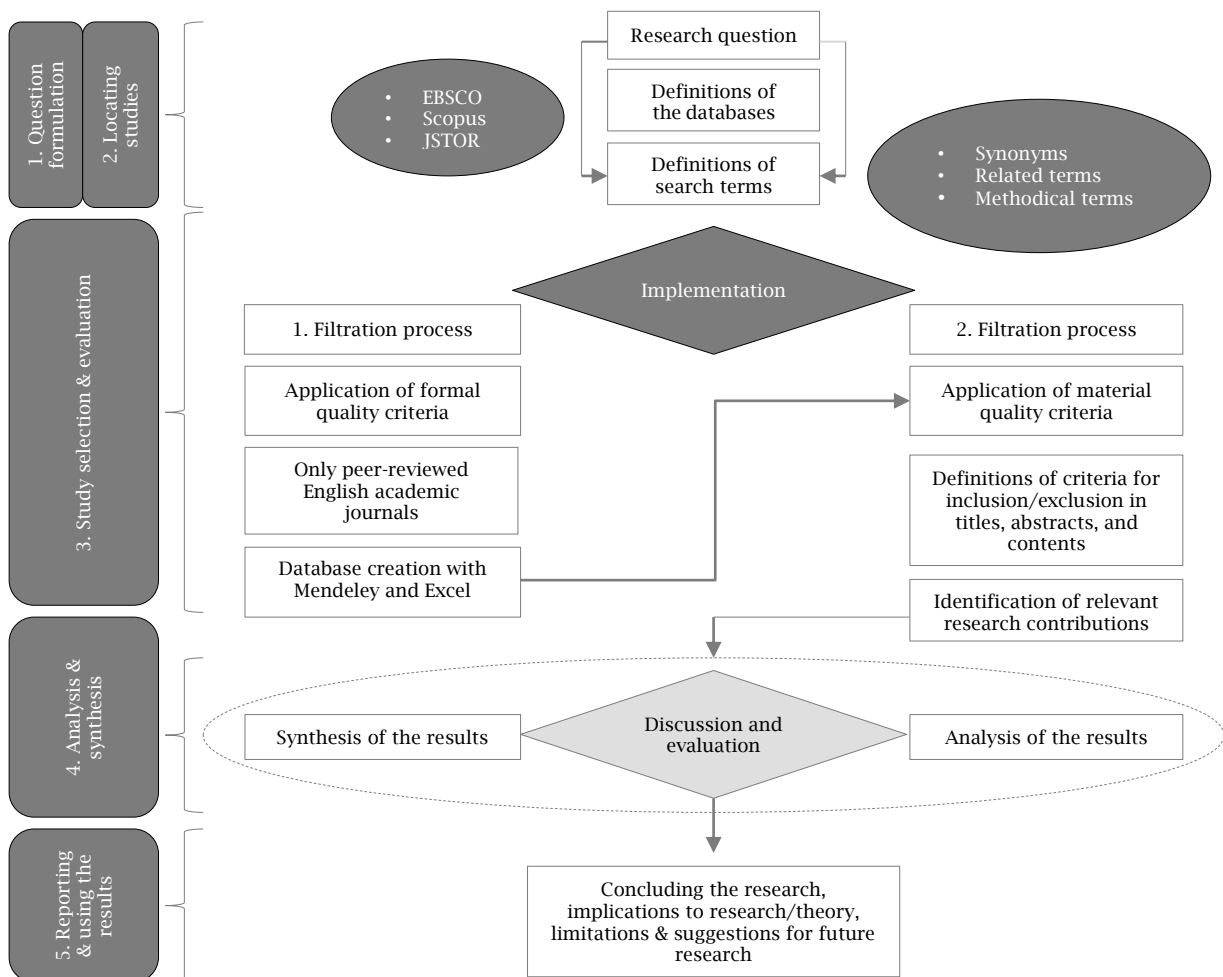 1. Question
formulation
2. Locating
studies
Research question
Definitions of
the databases
Definitions of
search terms
• EBSCO
• Scopus
• JSTOR
• Synonyms
• Related terms
• Methodical terms
3. Study selection & evaluation
Implementation
1. Filtration process
Application of formal
quality criteria
Only peer-reviewed
English academic
journals
Database creation with
Mendeley and Excel
2. Filtration process
Application of material
quality criteria
Definitions of criteria for
inclusion/exclusion in
titles, abstracts, and
contents
Identification of relevant
research contributions
4. Analysis &
synthesis
Synthesis of the results
Discussion and
evaluation
Analysis of the results
5. Reporting
& using the
results
Concluding the research,
implications to research/theory,
limitations & suggestions for future
research